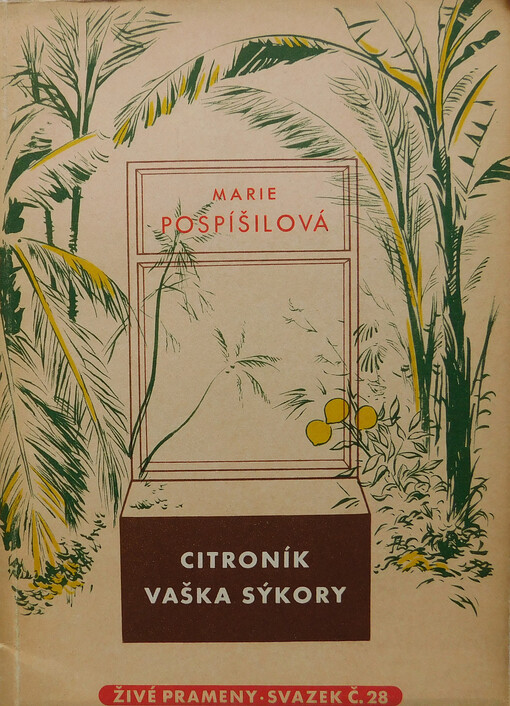 MARIE
POSPÍŠILOVÁ
CITRONÍK
VAŠKA SÝKORY
ŽIVÉ PRAMENY · SVAZEK Č. 28